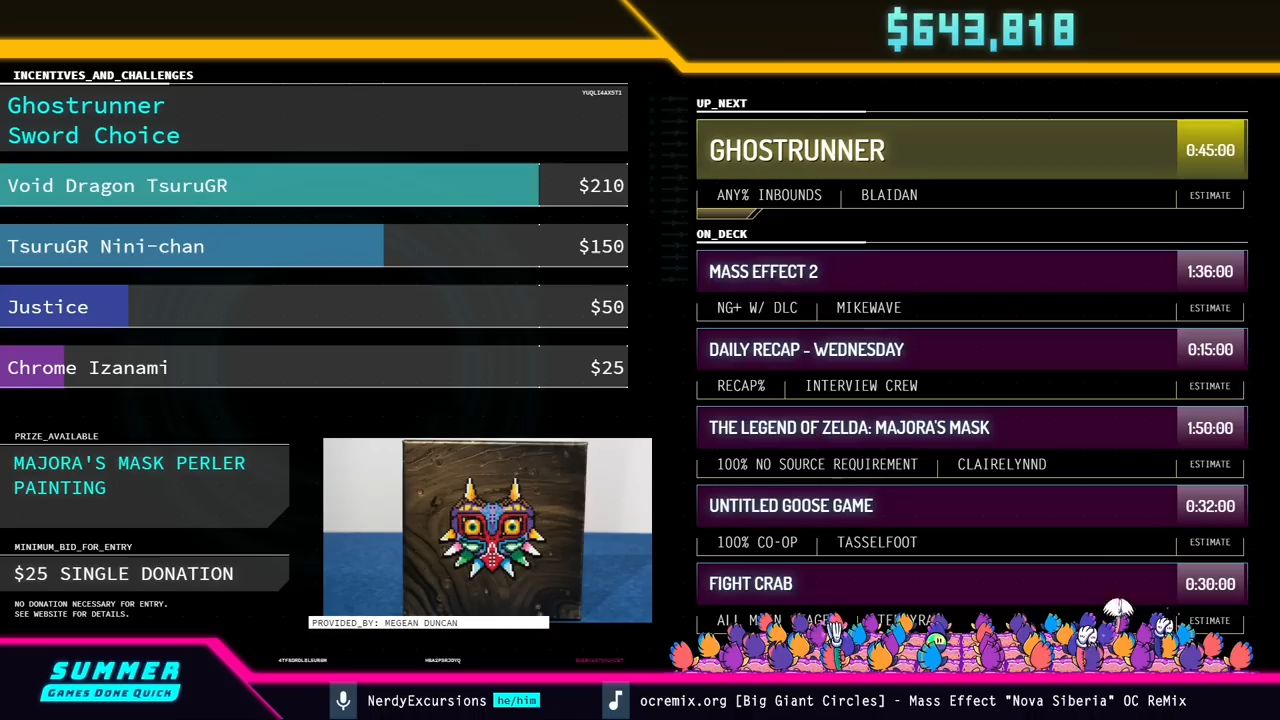 $643,818
INCENTIVES_AND_CHALLENGES
Ghostrunner
Sword Choice
Void Dragon TsuruGR
$210
TsuruGR Nini-chan
$150
Justice
$50
Chrome Izanami
$25
PRIZE_AVAILABLE
MAJORA'S MASK PERLER
PAINTING
MINIMUM_BID_FOR_ENTRY
$25 SINGLE DONATION
NO DONATION NECESSARY FOR ENTRY.
SEE WEBSITE FOR DETAILS.
PROVIDED_BY: MEGEAN DUNCAN
UP_NEXT
GHOSTRUNNER
0:45:00
ANY% INBOUNDS
BLAIDAN
ESTIMATE
ON_DECK
MASS EFFECT 2
1:36:00
NG+ W/ DLC
MIKEWAVE
ESTIMATE
DAILY RECAP - WEDNESDAY
0:15:00
RECAP%
INTERVIEW CREW
ESTIMATE
THE LEGEND OF ZELDA: MAJORA'S MASK
1:50:00
100% NO SOURCE REQUIREMENT
CLAIRELYNND
ESTIMATE
UNTITLED GOOSE GAME
0:32:00
100% CO-OP
TASSELFOOT
ESTIMATE
FIGHT CRAB
0:30:00
ALL
ESTIMATE
SUMMER
GAMES DONE QUICK
NerdyExcursions he/him
ocremix.org [Big Giant Circles] - Mass Effect "Nova Siberia" OC ReMix